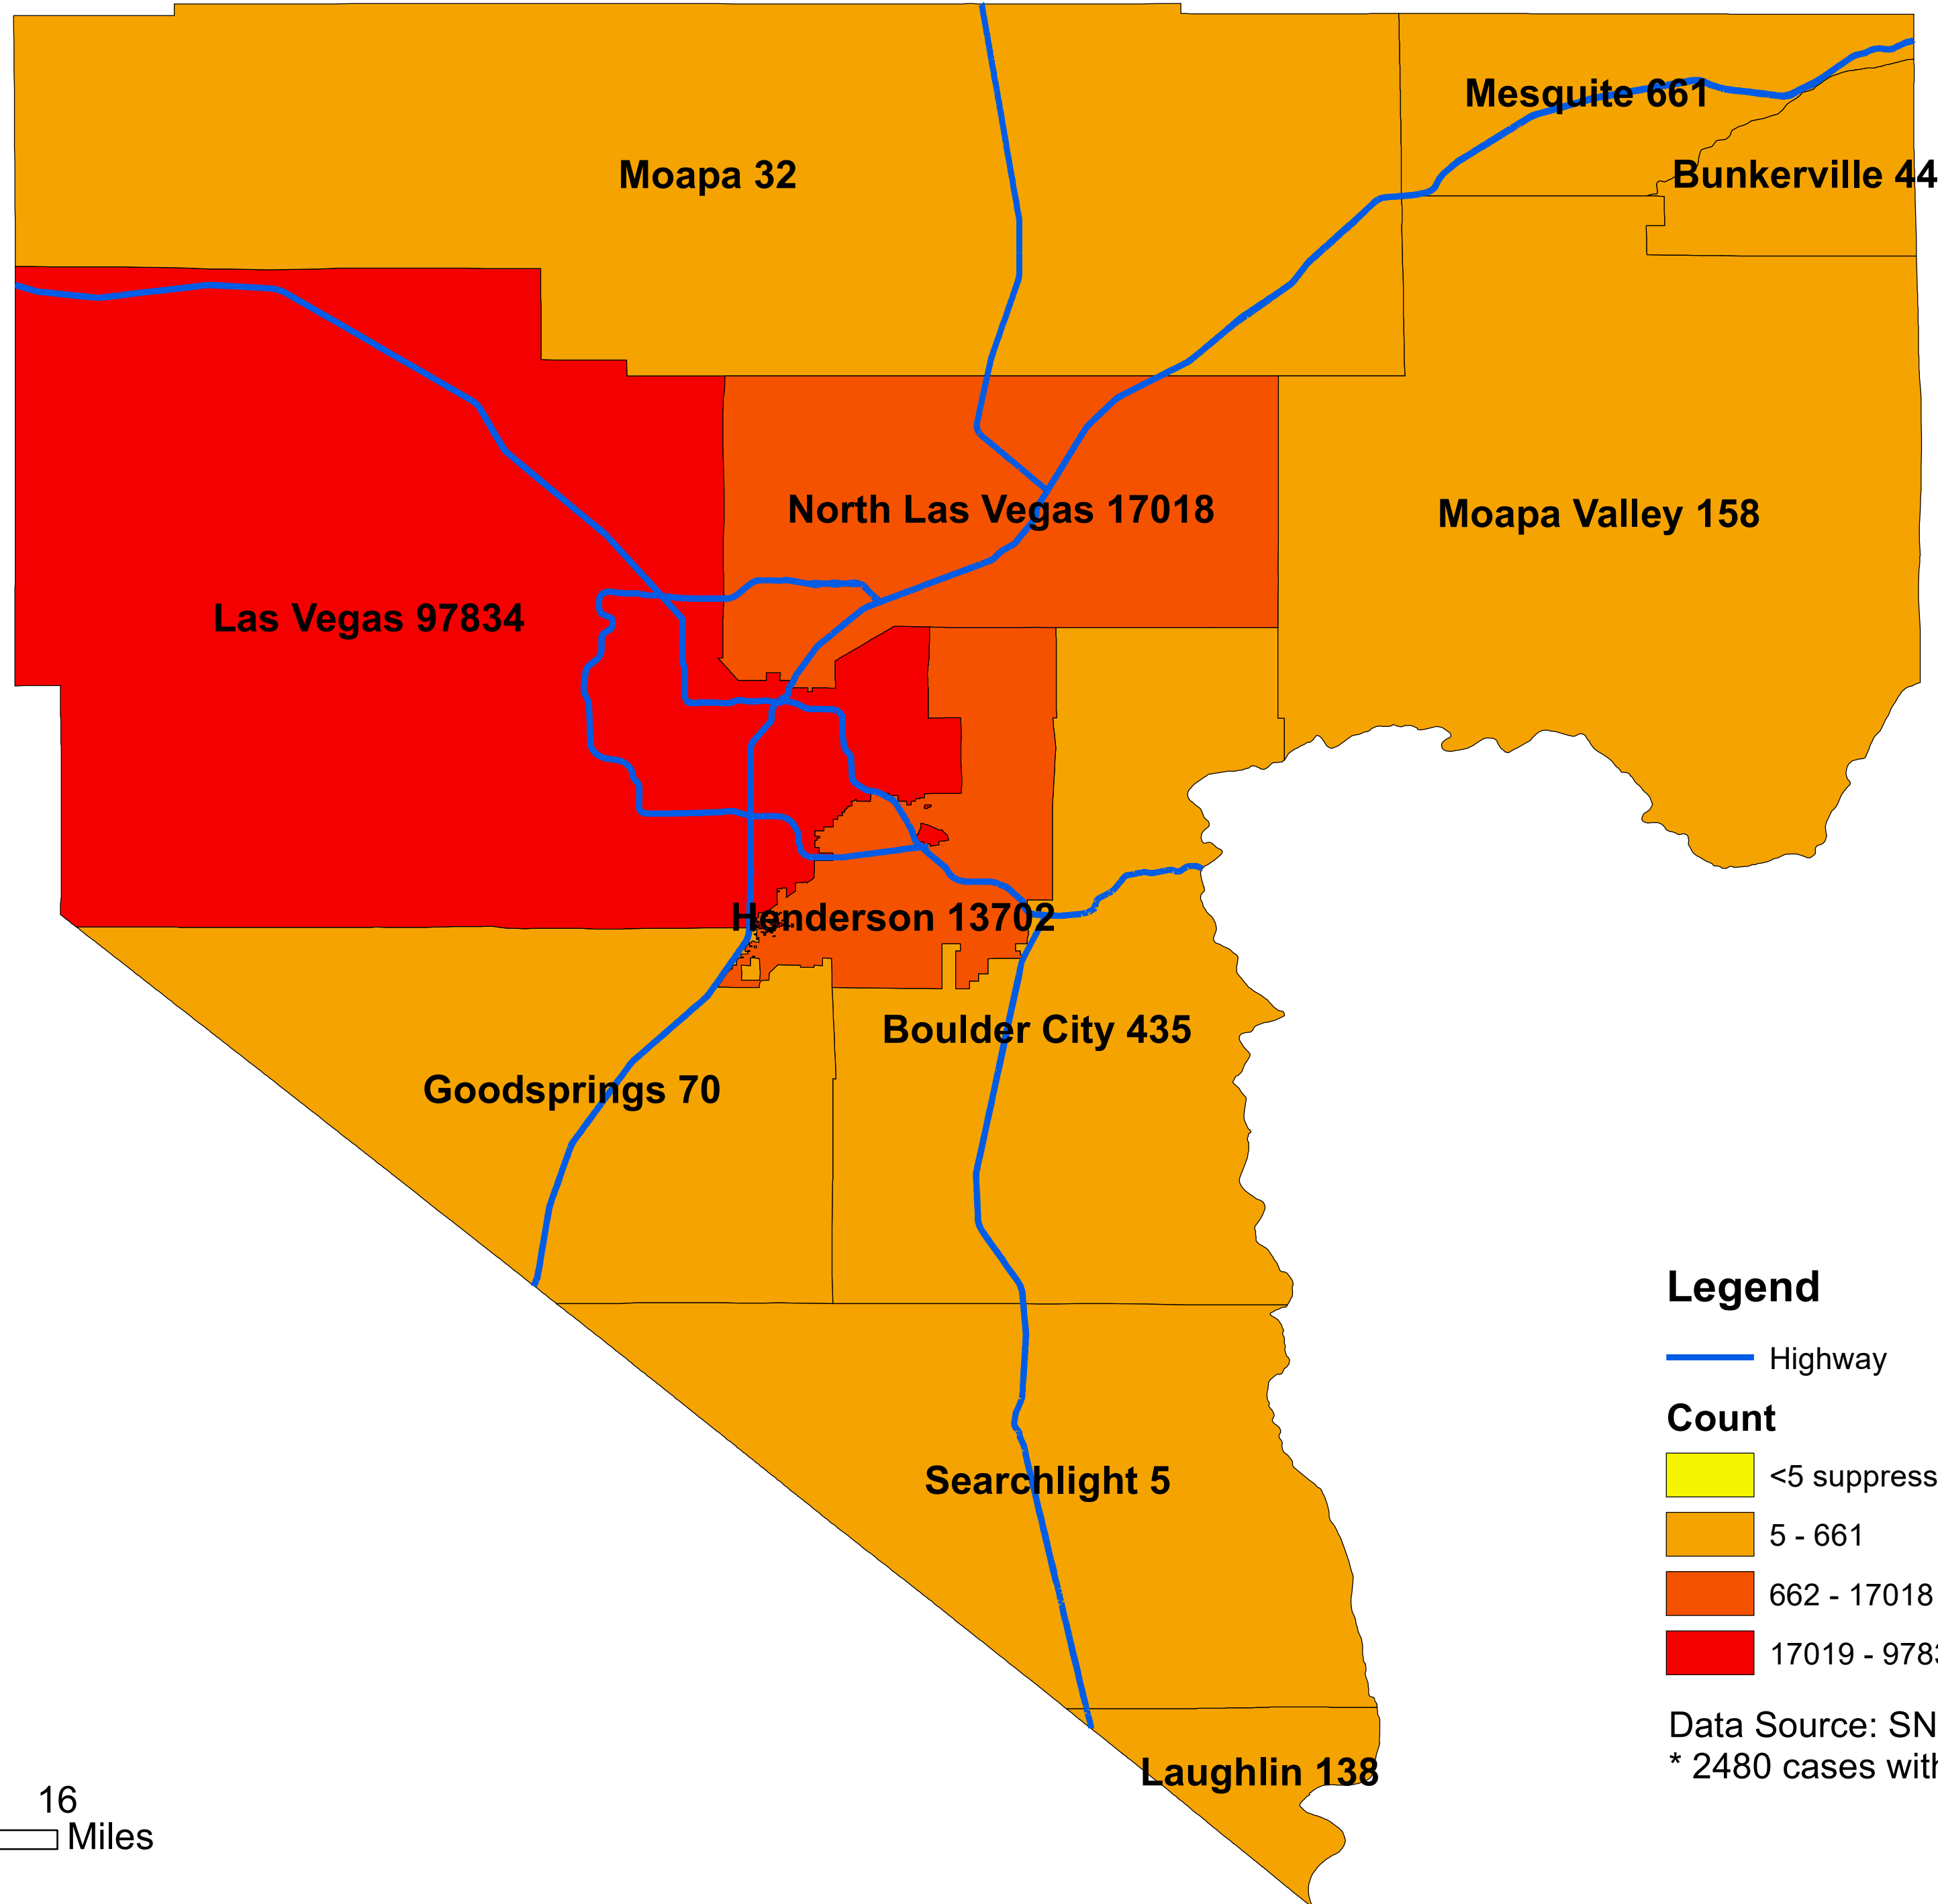 Mesquite 661
Moapa 32
Bunkerville 44
North Las Vegas 17018
Moapa Valley 158
Las Vegas 97834
Henderson 13702
Boulder City 435
Goodsprings 70
Legend
Highway
Count
<5 suppress
5 - 661
662 - 17018
17019 - 978
Searchlight 5
Data Source: SN
* 2480 cases with
Laughlin 138
16
Miles